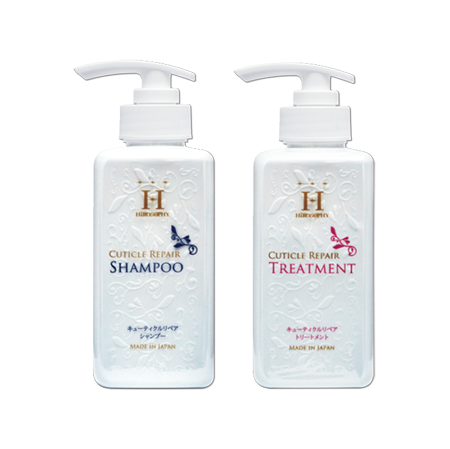 H
CUTICLE REPAIR
SHAMPOO
キューティクルリペア
シャンプー
MADE IN JAPAN
H
CUTICLE REPAIR
TREATMENT
キューティクルリペア
トリートメント
MADE IN JAPAN